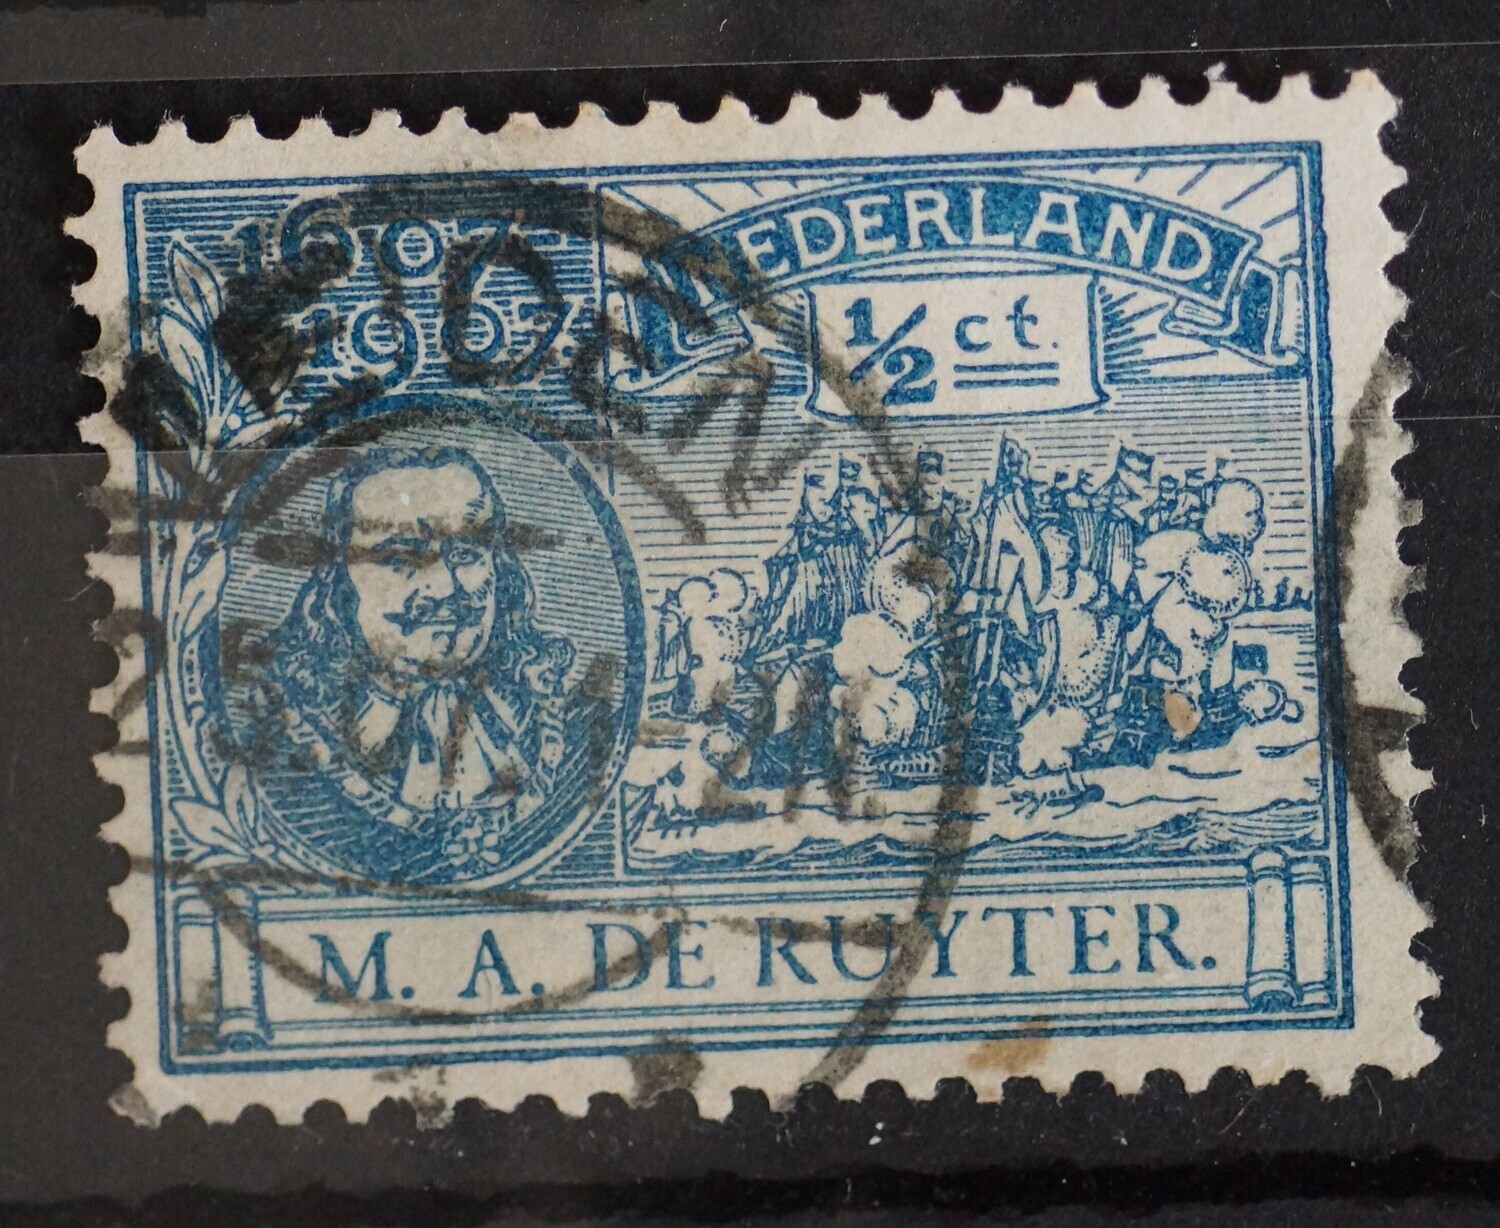 1607
1907
NEDERLAND
1/2 ct.
M. A. DE RUYTER.